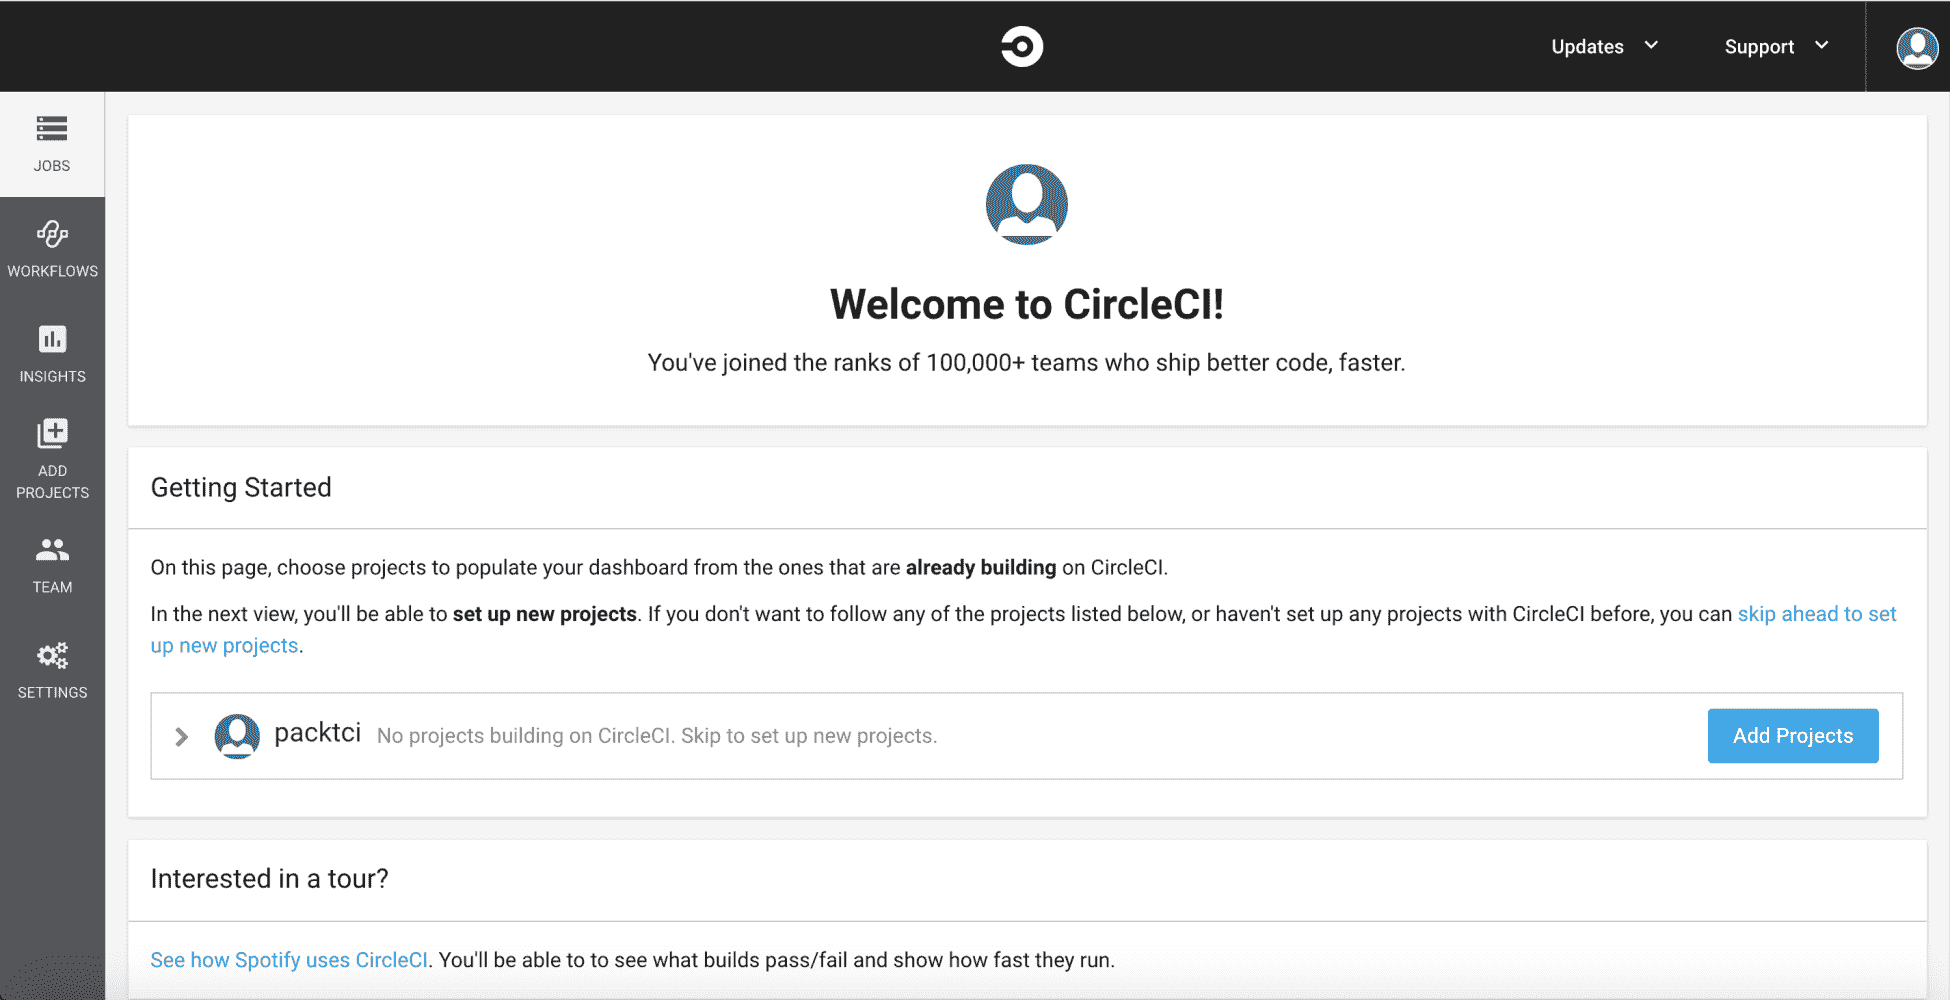 Updates
Support
JOBS
WORKFLOWS
INSIGHTS
ADD
PROJECTS
TEAM
SETTINGS
Welcome to CircleCI!
You've joined the ranks of 100,000+ teams who ship better code, faster.
Getting Started
On this page, choose projects to populate your dashboard from the ones that are already building on CircleCI.
In the next view, you'll be able to set up new projects. If you don't want to follow any of the projects listed below, or haven't set up any projects with CircleCI before, you can skip ahead to set
up new projects.
packtci No projects building on CircleCI. Skip to set up new projects.
Add Projects
Interested in a tour?
See how Spotify uses CircleCI. You'll be able to to see what builds pass/fail and show how fast they run.